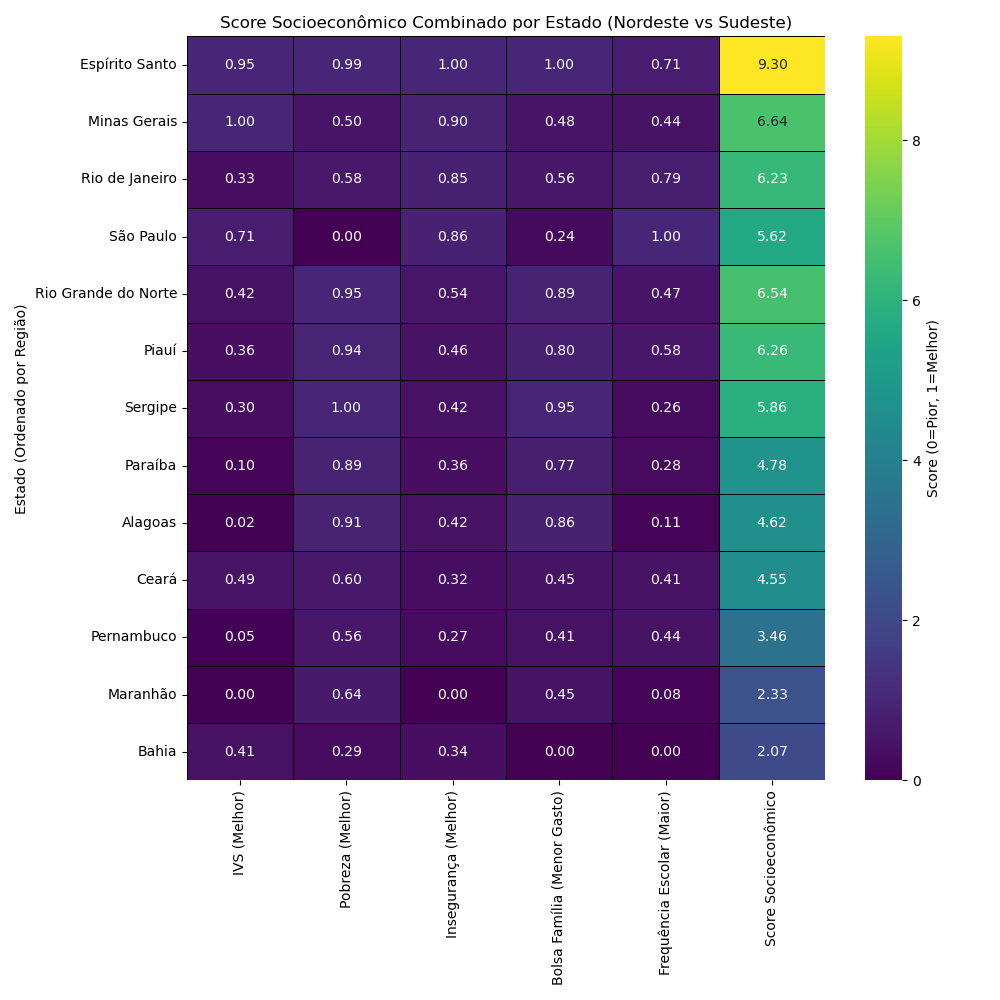 Score Socioeconômico Combinado por Estado (Nordeste vs Sudeste)
Estado (Ordenado por Região)
Espírito Santo 0.95 0.99 1.00 1.00 0.71 9.30
Minas Gerais 1.00 0.50 0.90 0.48 0.44 6.64
Rio de Janeiro 0.33 0.58 0.85 0.56 0.79 6.23
São Paulo 0.71 0.00 0.86 0.24 1.00 5.62
Rio Grande do Norte 0.42 0.95 0.54 0.89 0.47 6.54
Piauí 0.36 0.94 0.46 0.80 0.58 6.26
Sergipe 0.30 1.00 0.42 0.95 0.26 5.86
Paraíba 0.10 0.89 0.36 0.77 0.28 4.78
Alagoas 0.02 0.91 0.42 0.86 0.11 4.62
Ceará 0.49 0.60 0.32 0.45 0.41 4.55
Pernambuco 0.05 0.56 0.27 0.41 0.44 3.46
Maranhão 0.00 0.64 0.00 0.45 0.08 2.33
Bahia 0.41 0.29 0.34 0.00 0.00 2.07
IVS (Melhor)
Pobreza (Melhor)
Insegurança (Melhor)
Bolsa Família (Menor Gasto)
Frequência Escolar (Maior)
Score Socioeconômico
8
6
4
2
0
Score (0=Pior, 1=Melhor)